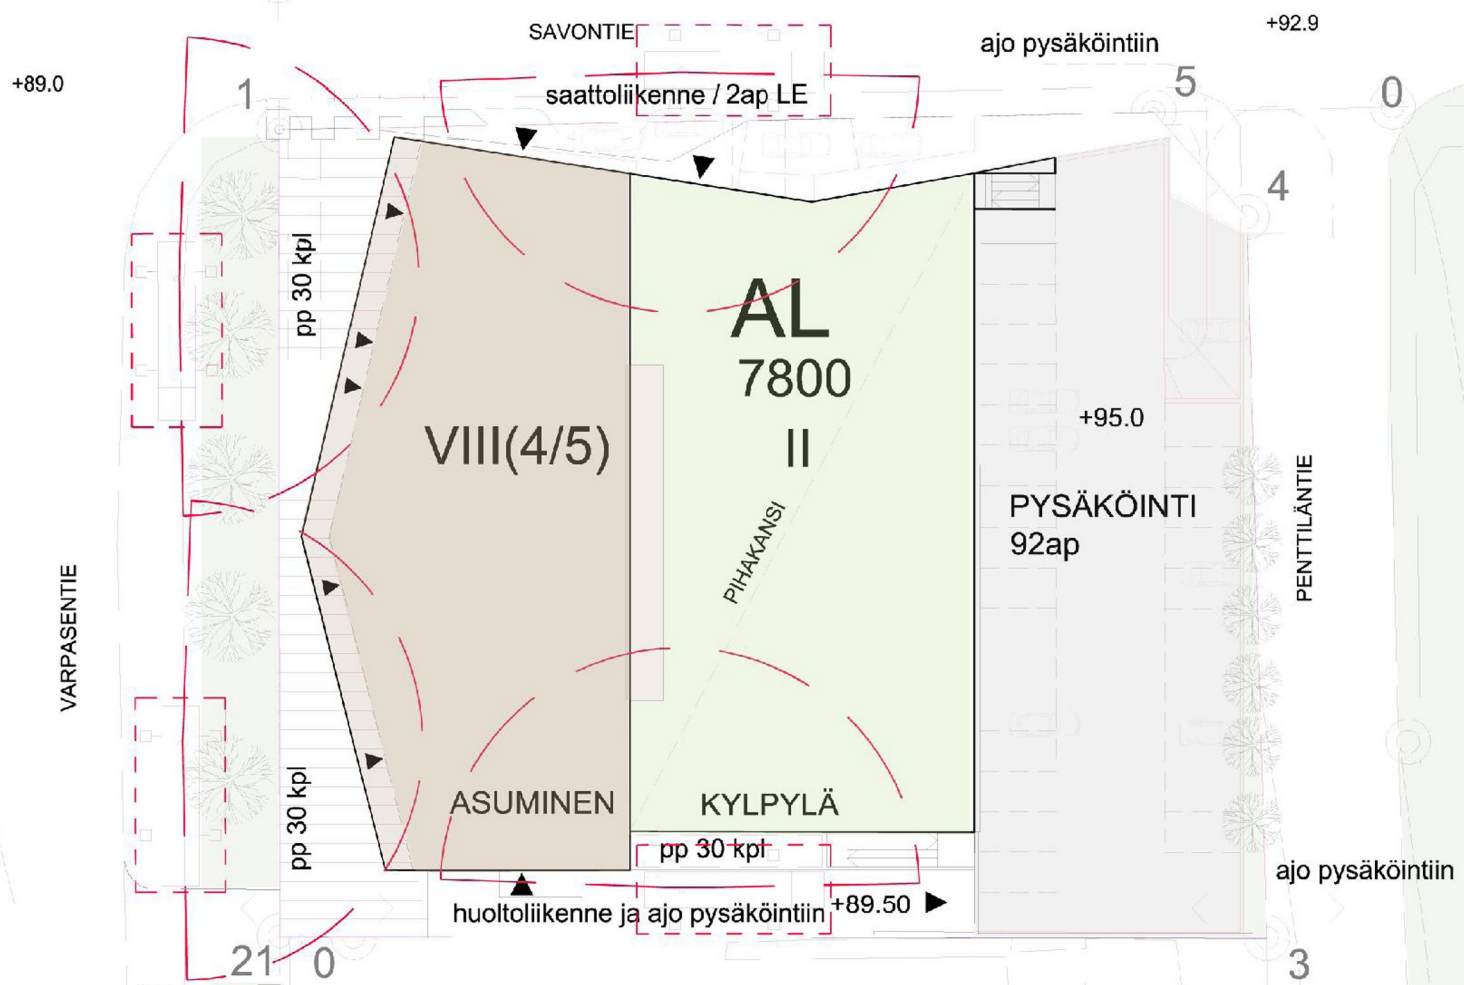 SAVONTIE
+92.9
ajo pysäköintiin
+89.0
1
saattoliikenne / 2ap LE
5
0
4
pp 30 kpl
AL
7800
VIII(4/5)
II
+95.0
PIHAKANSI
PYSÄKÖINTI
92ap
PENTTILÄNTIE
VARPASENTIE
ASUMINEN
KYLPYLÄ
pp 30 kpl
pp 30 kpl
ajo pysäköintiin
huoltoliikenne ja ajo pysäköintiin
+89.50
21
0
3